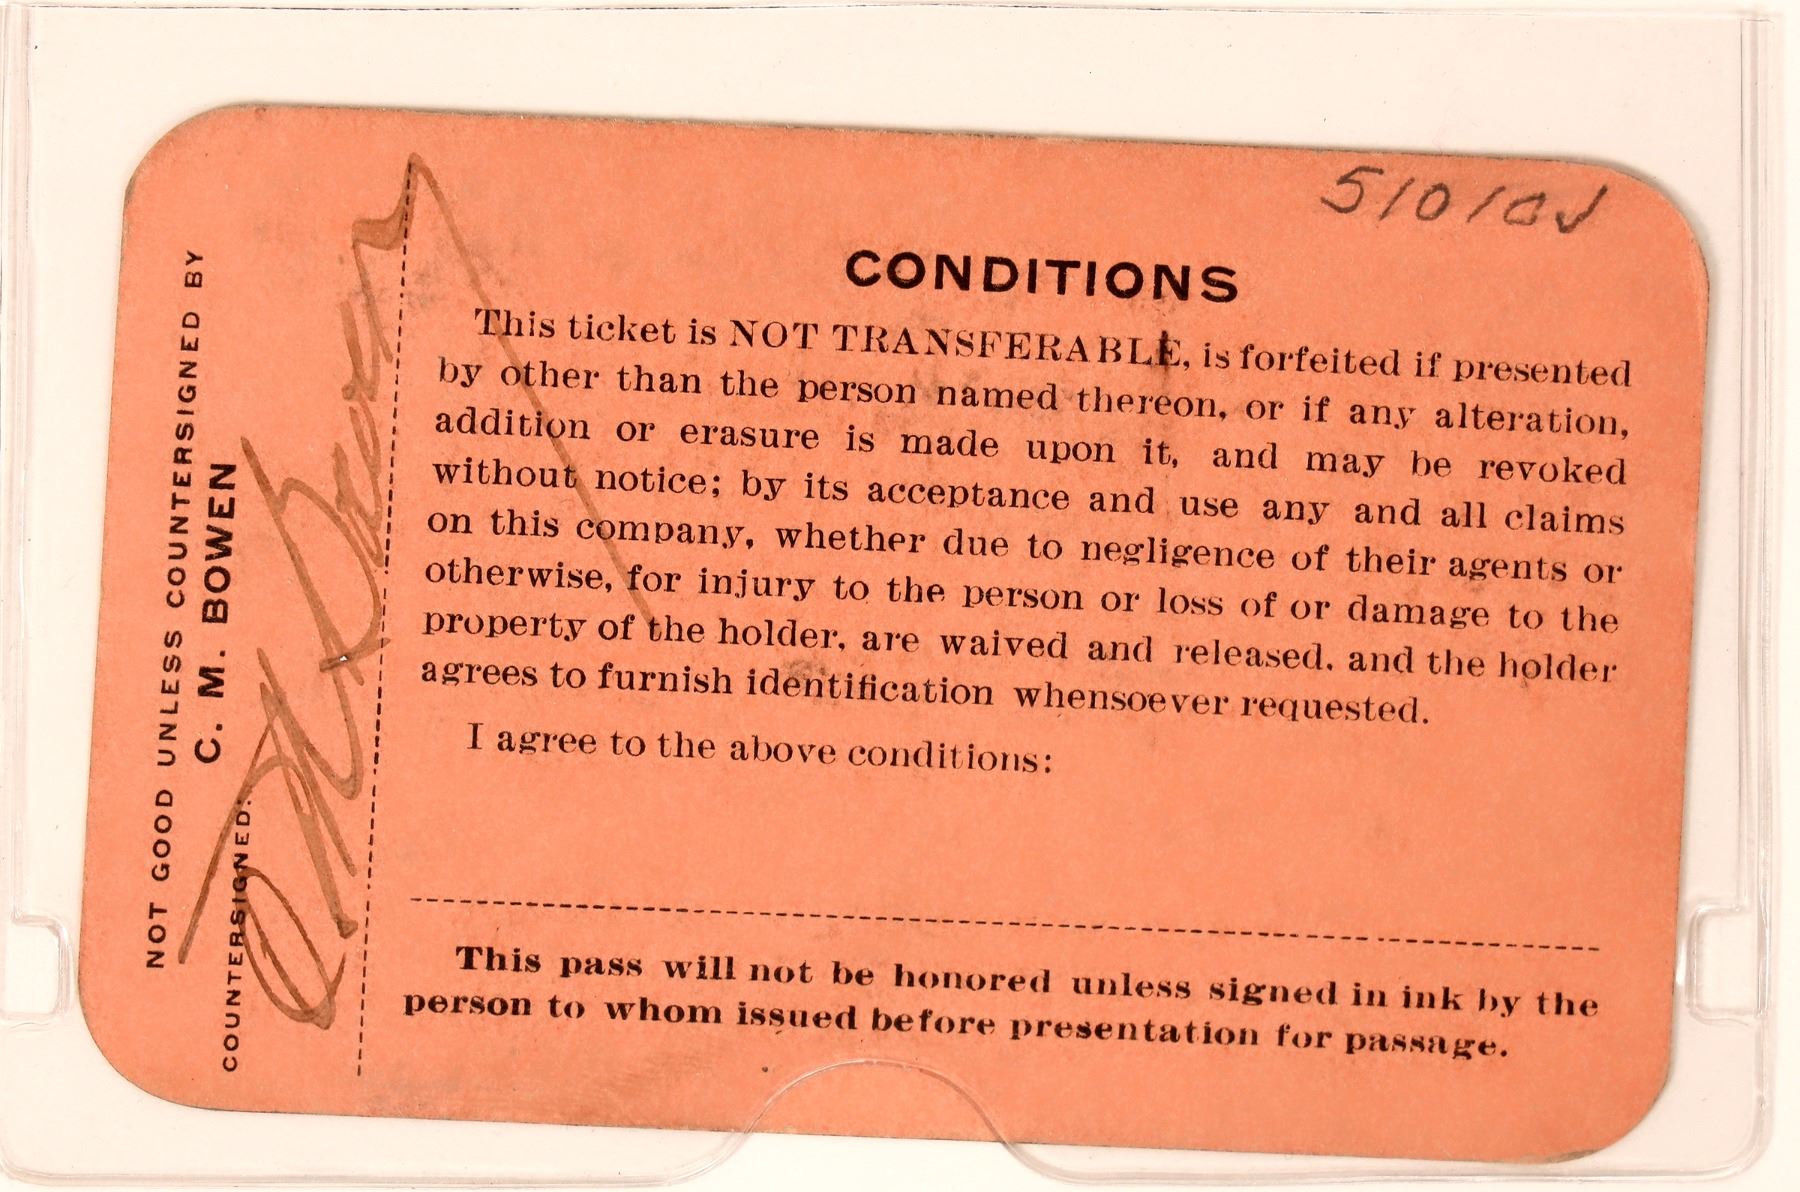 NOT GOOD UNLESS COUNTERSIGNED BY
C. M. BOWEN
COUNTERSIGNED:
CONDITIONS
This ticket is NOT TRANSFERABLE, is forfeited if presented
by other than the person named thereon, or if any alteration,
addition or erasure is made upon it, and may be revoked
without notice; by its acceptance and use any and all claims
on this company, whether due to negligence of their agents or
otherwise, for injury to the person or loss of or damage to the
property of the holder, are waived and released, and the holder
agrees to furnish identification whensoever requested.
I agree to the above conditions:
This pass will not be honored unless signed in ink by the
person to whom issued before presentation for passage.